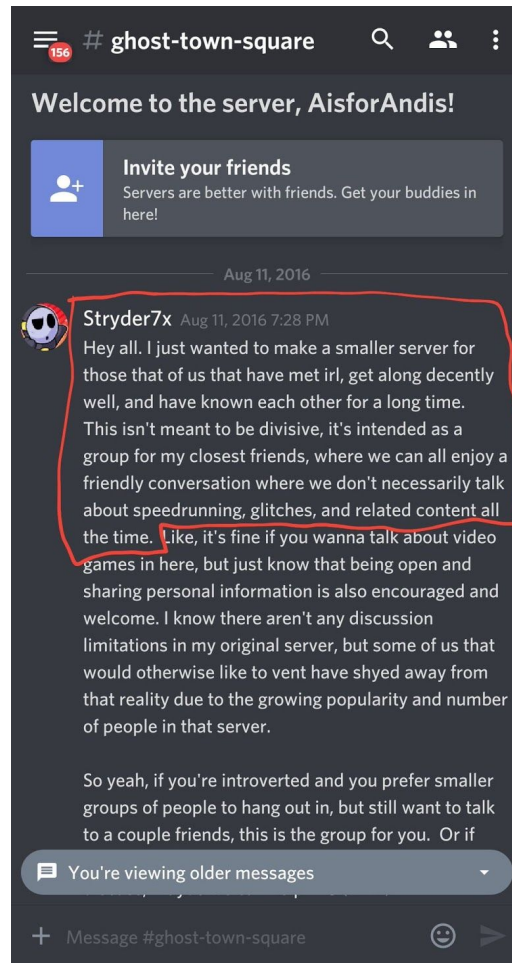 156
# ghost-town-square
Welcome to the server, AisforAndis!
Invite your friends
Servers are better with friends. Get your buddies in
here!
Aug 11, 2016
Stryder7x Aug 11, 2016 7:28 PM
Hey all. I just wanted to make a smaller server for
those that of us that have met irl, get along decently
well, and have known each other for a long time.
This isn't meant to be divisive, it's intended as a
group for my closest friends, where we can all enjoy a
friendly conversation where we don't necessarily talk
about speedrunning, glitches, and related content all
the time. Like, it's fine if you wanna talk about video
games in here, but just know that being open and
sharing personal information is also encouraged and
welcome. I know there aren't any discussion
limitations in my original server, but some of us that
would otherwise like to vent have shyed away from
that reality due to the growing popularity and number
of people in that server.
So yeah, if you're introverted and you prefer smaller
groups of people to hang out in, but still want to talk
to a couple friends, this is the group for you. Or if
You're viewing older messages
Message #ghost-town-square